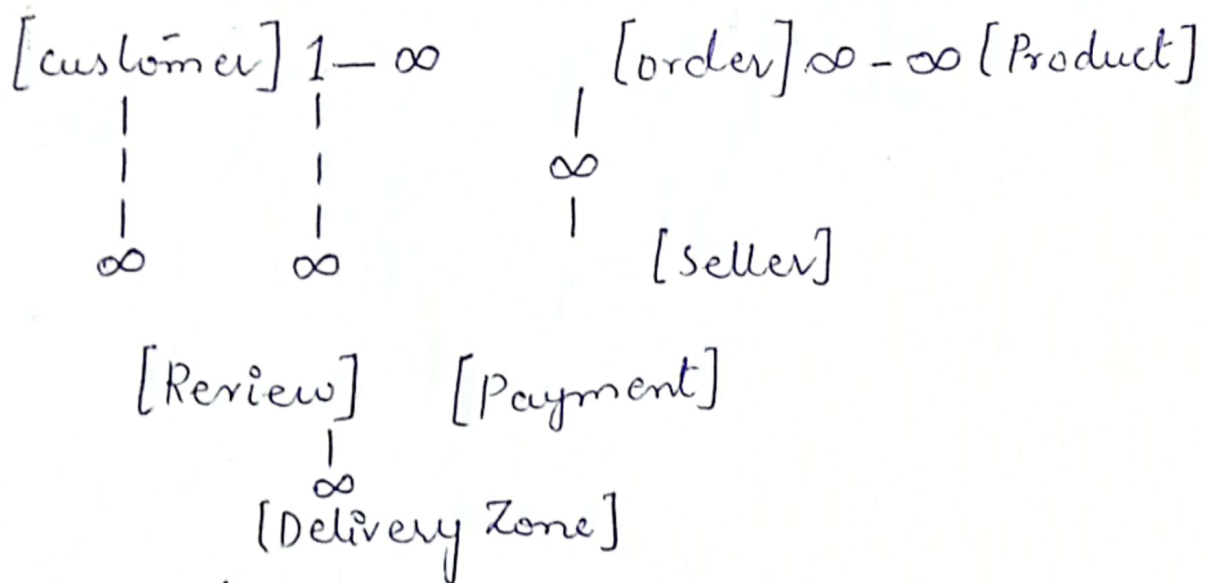 [customer] 1 — ∞ [order] ∞ - ∞ [Product]
∞
∞ ∞ [seller]
[Review] [Payment]
∞
[Delivery Zone]